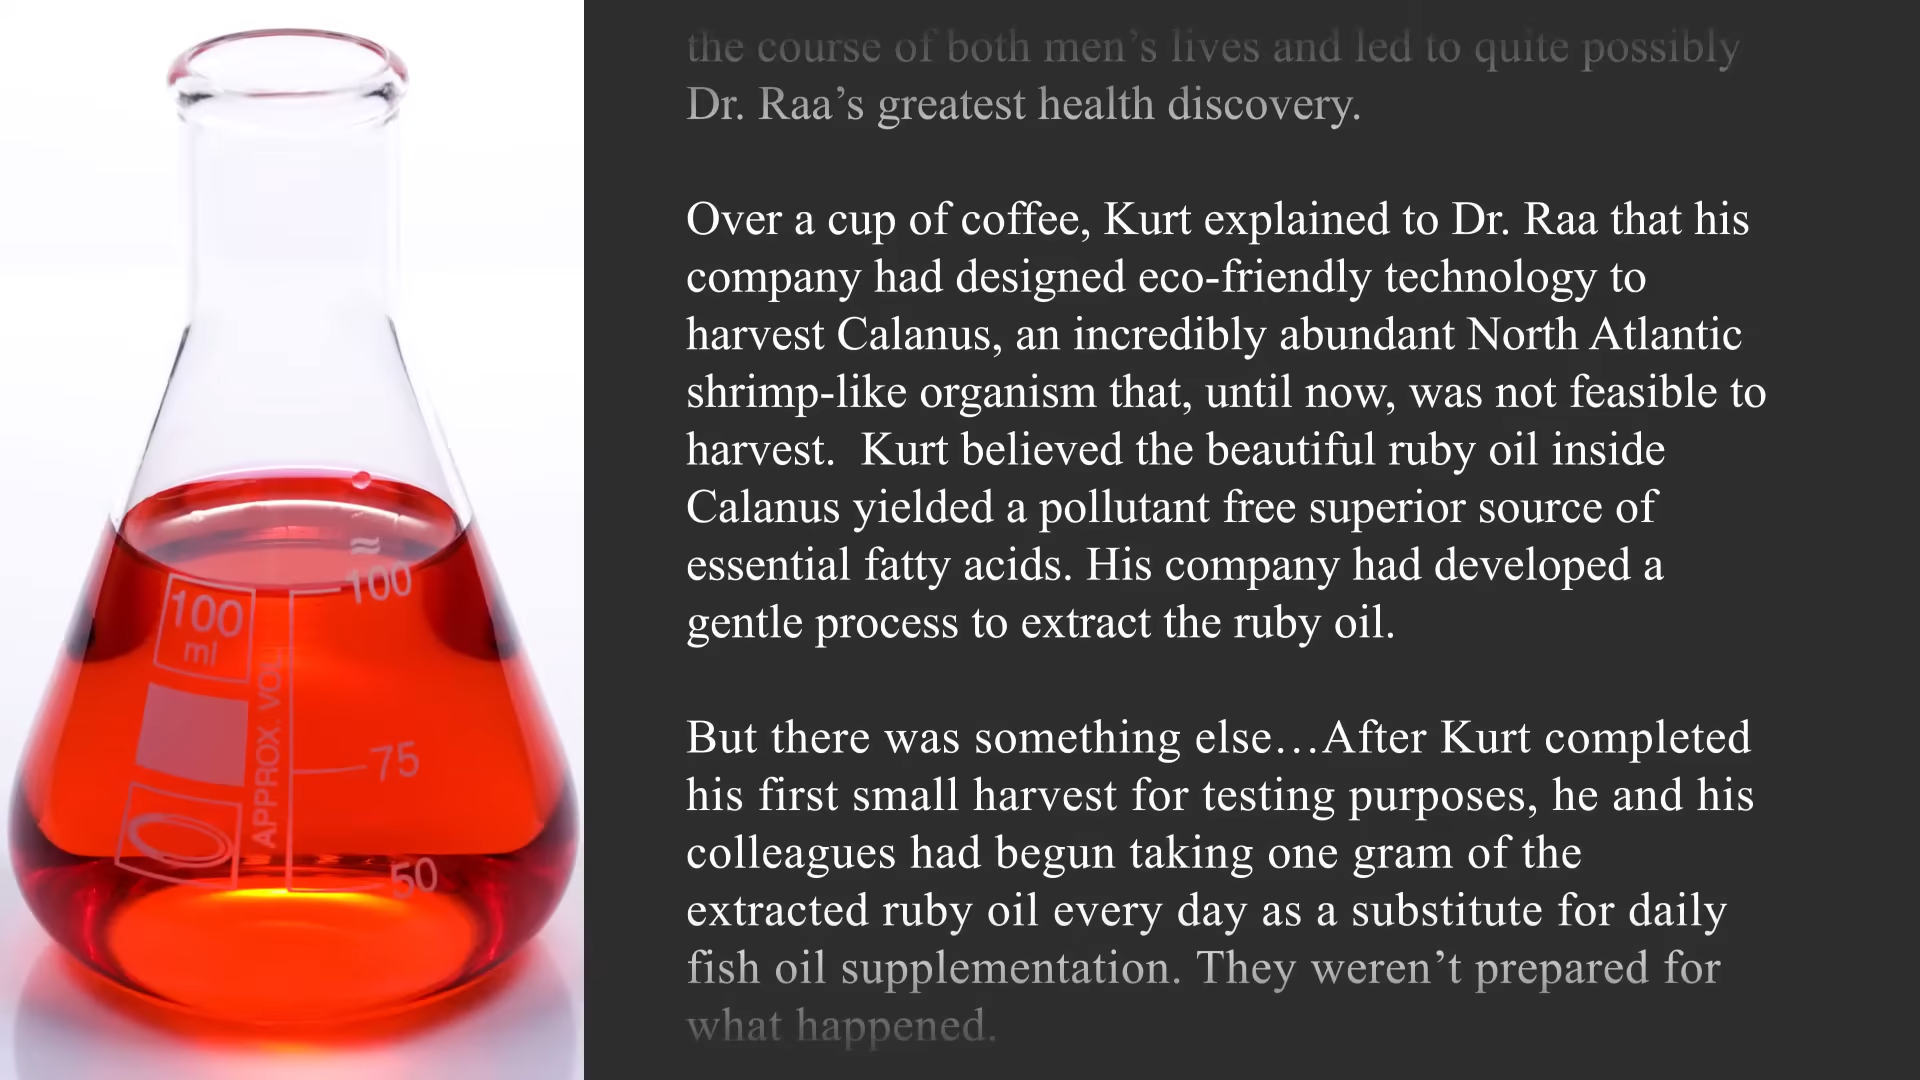 the course of both men’s lives and led to quite possibly
Dr. Raa’s greatest health discovery.
Over a cup of coffee, Kurt explained to Dr. Raa that his
company had designed eco-friendly technology to
harvest Calanus, an incredibly abundant North Atlantic
shrimp-like organism that, until now, was not feasible to
harvest.  Kurt believed the beautiful ruby oil inside
Calanus yielded a pollutant free superior source of
essential fatty acids. His company had developed a
gentle process to extract the ruby oil.
But there was something else…After Kurt completed
his first small harvest for testing purposes, he and his
colleagues had begun taking one gram of the
extracted ruby oil every day as a substitute for daily
fish oil supplementation. They weren’t prepared for
what happened.
≈
100
100
ml
APPROX. VOL.
75
50